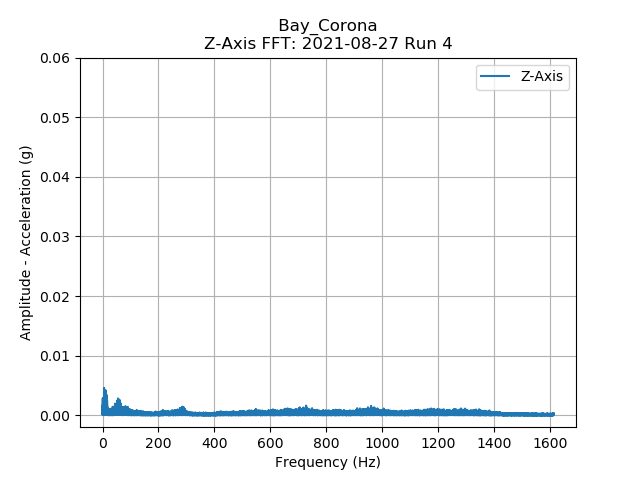 Bay_Corona
Z-Axis FFT: 2021-08-27 Run 4
Z-Axis
0.06
0.05
0.04
0.03
0.02
0.01
0.00
Amplitude - Acceleration (g)
0 200 400 600 800 1000 1200 1400 1600
Frequency (Hz)